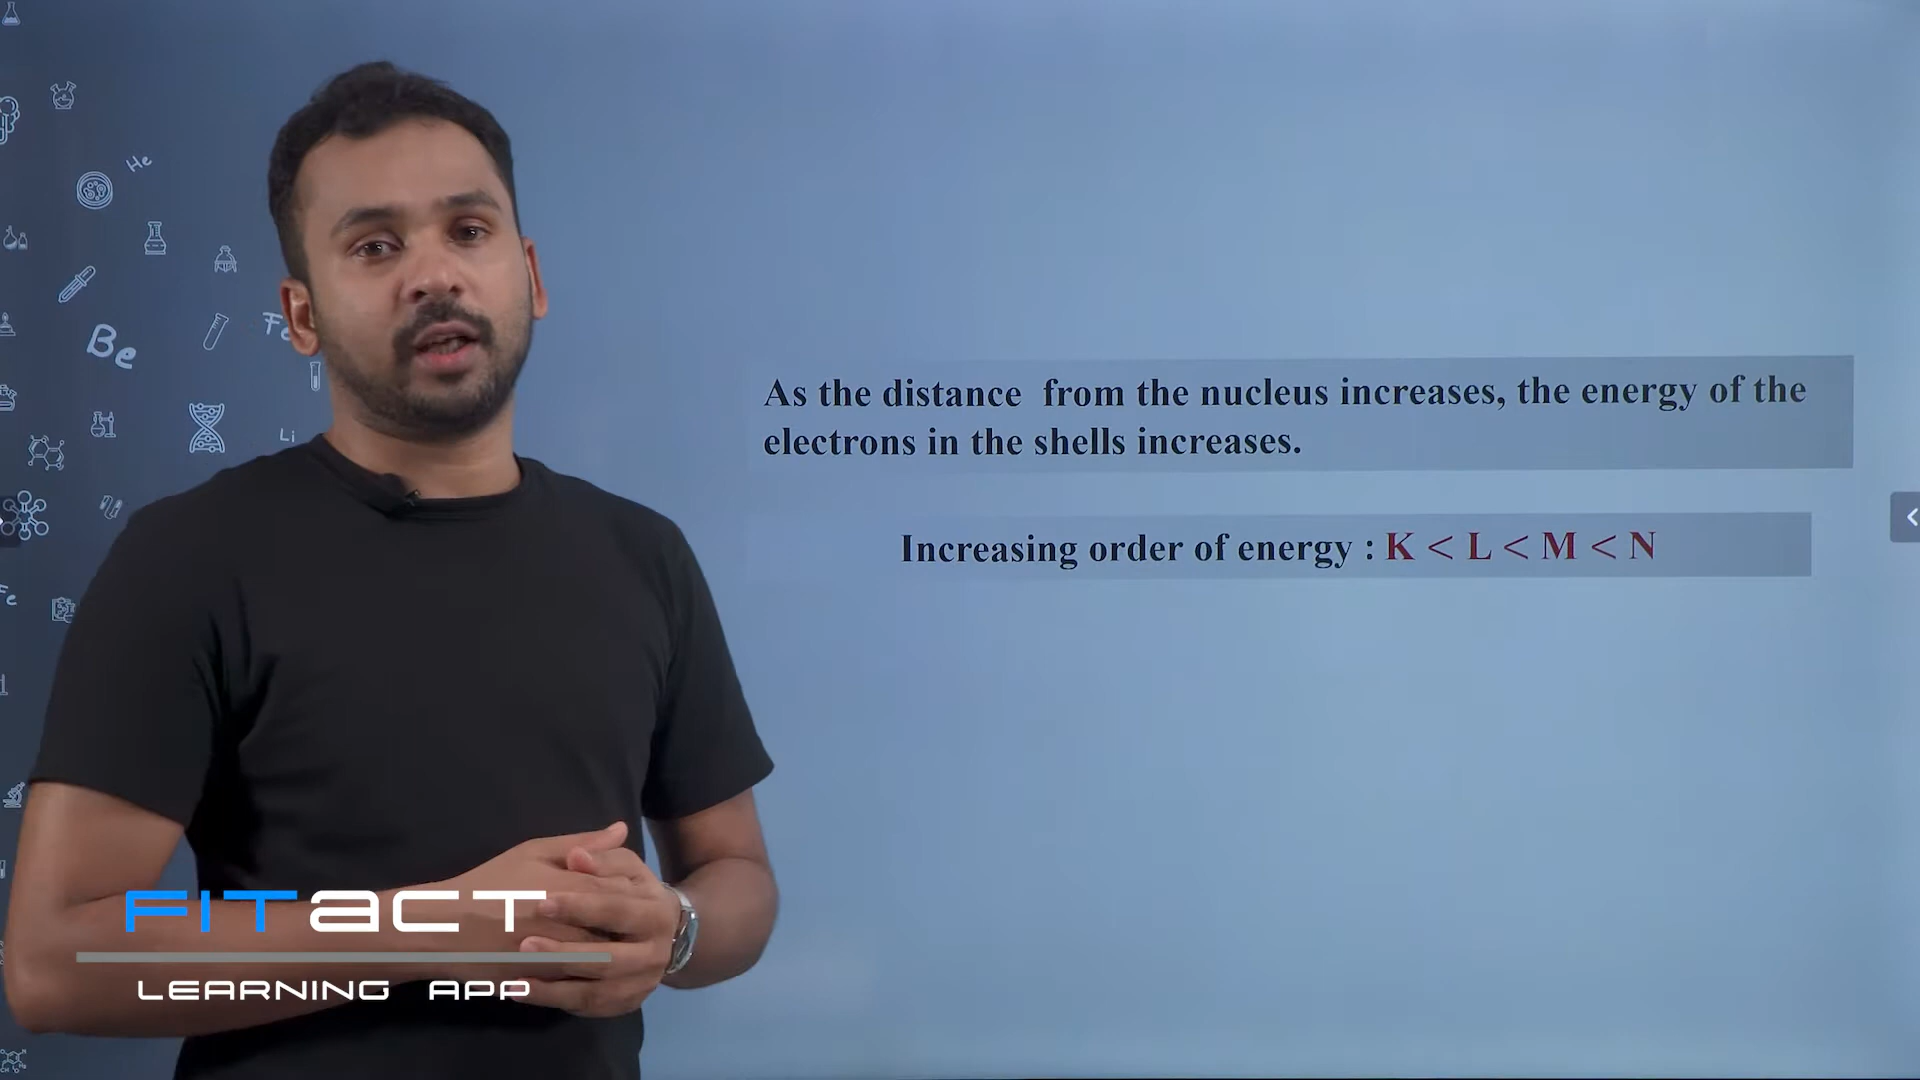 He
Be
Fe
Li
As the distance from the nucleus increases, the energy of the
electrons in the shells increases.
Increasing order of energy : K < L < M < N
FITACT
LEARNING APP